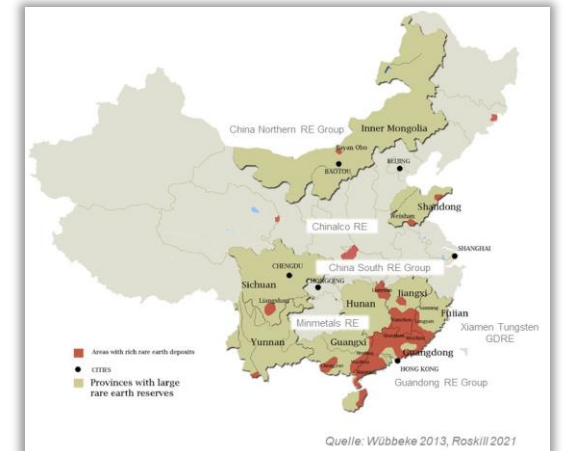 China Northern RE Group
Inner Mongolia
Bayan Obo
BAOTOU
BEIJING
Shandong
Weishan
Chinalco RE
SHANGHAI
CHENGDU
China South RE Group
CHONGQING
Sichuan
Liangshan
Hunan
Jiangxi
Fujian
Minmetals RE
Xiamen Tungsten
GDRE
Yunnan
Guangxi
Guangdong
HONG KONG
Guandong RE Group
Areas with rich rare earth deposits
CITIES
Provinces with large
rare earth reserves
Quelle: Wübbeke 2013, Roskill 2021